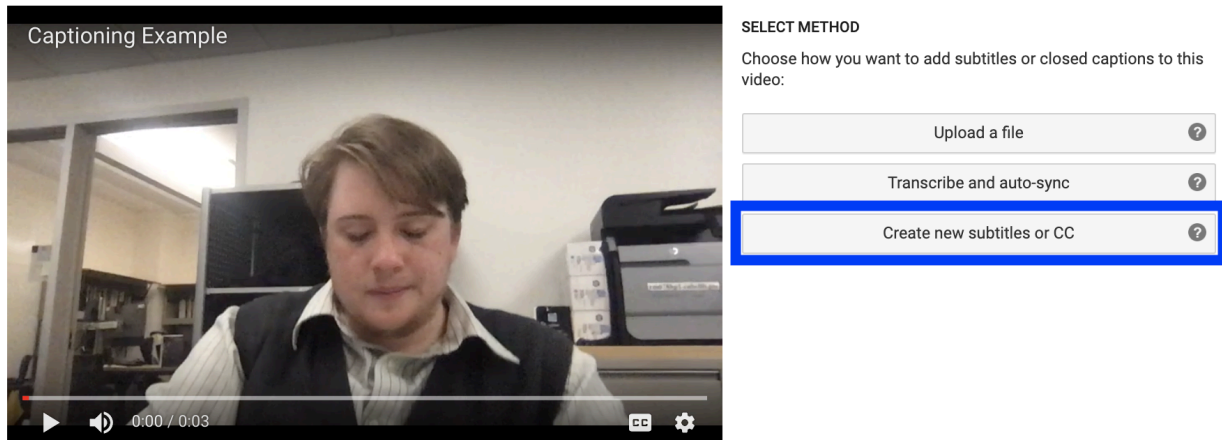 Captioning Example
0:00 / 0:03
CC
SELECT METHOD
Choose how you want to add subtitles or closed captions to this
video:
Upload a file
?
Transcribe and auto-sync
?
Create new subtitles or CC
?